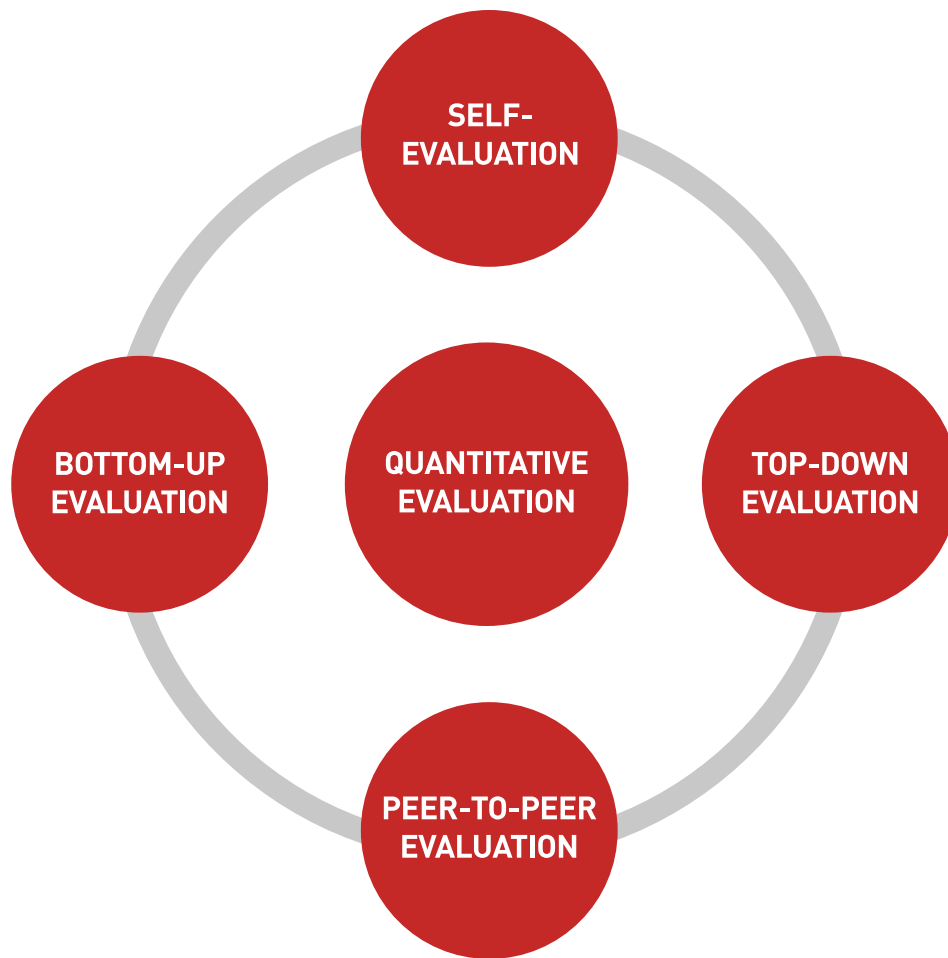 SELF-
EVALUATION
BOTTOM-UP
EVALUATION
QUANTITATIVE
EVALUATION
TOP-DOWN
EVALUATION
PEER-TO-PEER
EVALUATION